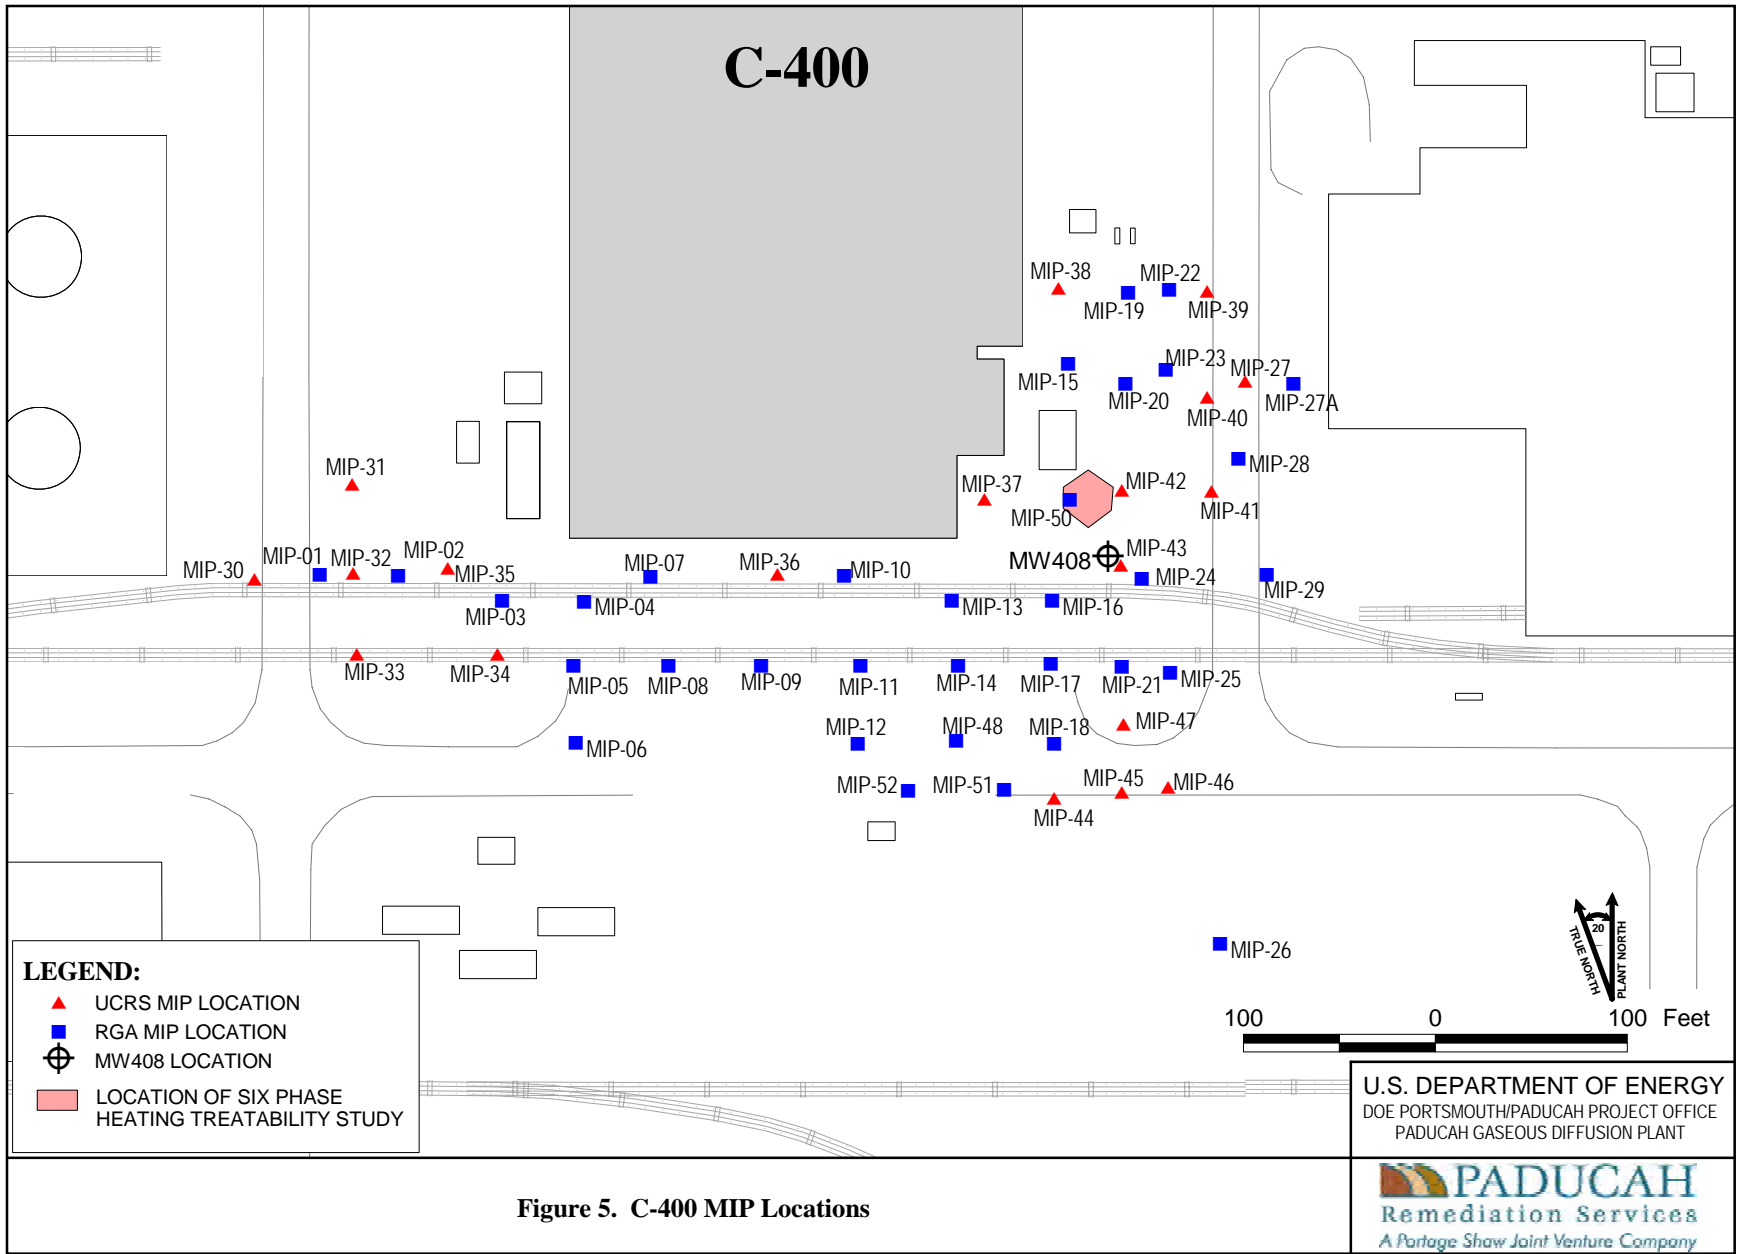 C-400
MIP-38
MIP-22
MIP-19
MIP-39
MIP-15
MIP-23
MIP-27
MIP-20
MIP-27A
MIP-40
MIP-28
MIP-31
MIP-37
MIP-42
MIP-50
MIP-41
MIP-30
MIP-01
MIP-32
MIP-02
MIP-35
MIP-07
MIP-36
MIP-10
MW408
MIP-43
MIP-24
MIP-29
MIP-03
MIP-04
MIP-13
MIP-16
MIP-33
MIP-34
MIP-05
MIP-08
MIP-09
MIP-11
MIP-14
MIP-17
MIP-21
MIP-25
MIP-06
MIP-12
MIP-48
MIP-18
MIP-47
MIP-52
MIP-51
MIP-45
MIP-46
MIP-44
MIP-26
20
TRUE NORTH
PLANT NORTH
100 0 100 Feet
LEGEND:
UCRS MIP LOCATION
RGA MIP LOCATION
MW408 LOCATION
LOCATION OF SIX PHASE
HEATING TREATABILITY STUDY
U.S. DEPARTMENT OF ENERGY
DOE PORTSMOUTH/PADUCAH PROJECT OFFICE
PADUCAH GASEOUS DIFFUSION PLANT
Figure 5. C-400 MIP Locations
PADUCAH
Remediation Services
A Portage Shaw Joint Venture Company